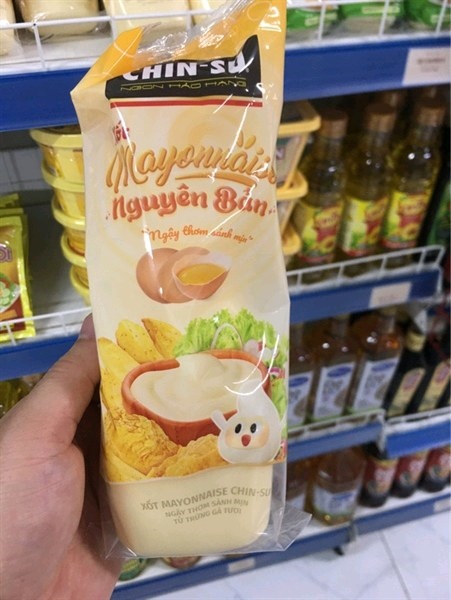 CHIN-SU
NGON HẢO HẠNG
Xốt
Mayonnaise
Nguyên Bản
Ngậy thơm sánh mịn
XỐT MAYONNAISE CHIN-SU
NGẬY THƠM SÁNH MỊN
TỪ TRỨNG GÀ TƯƠI